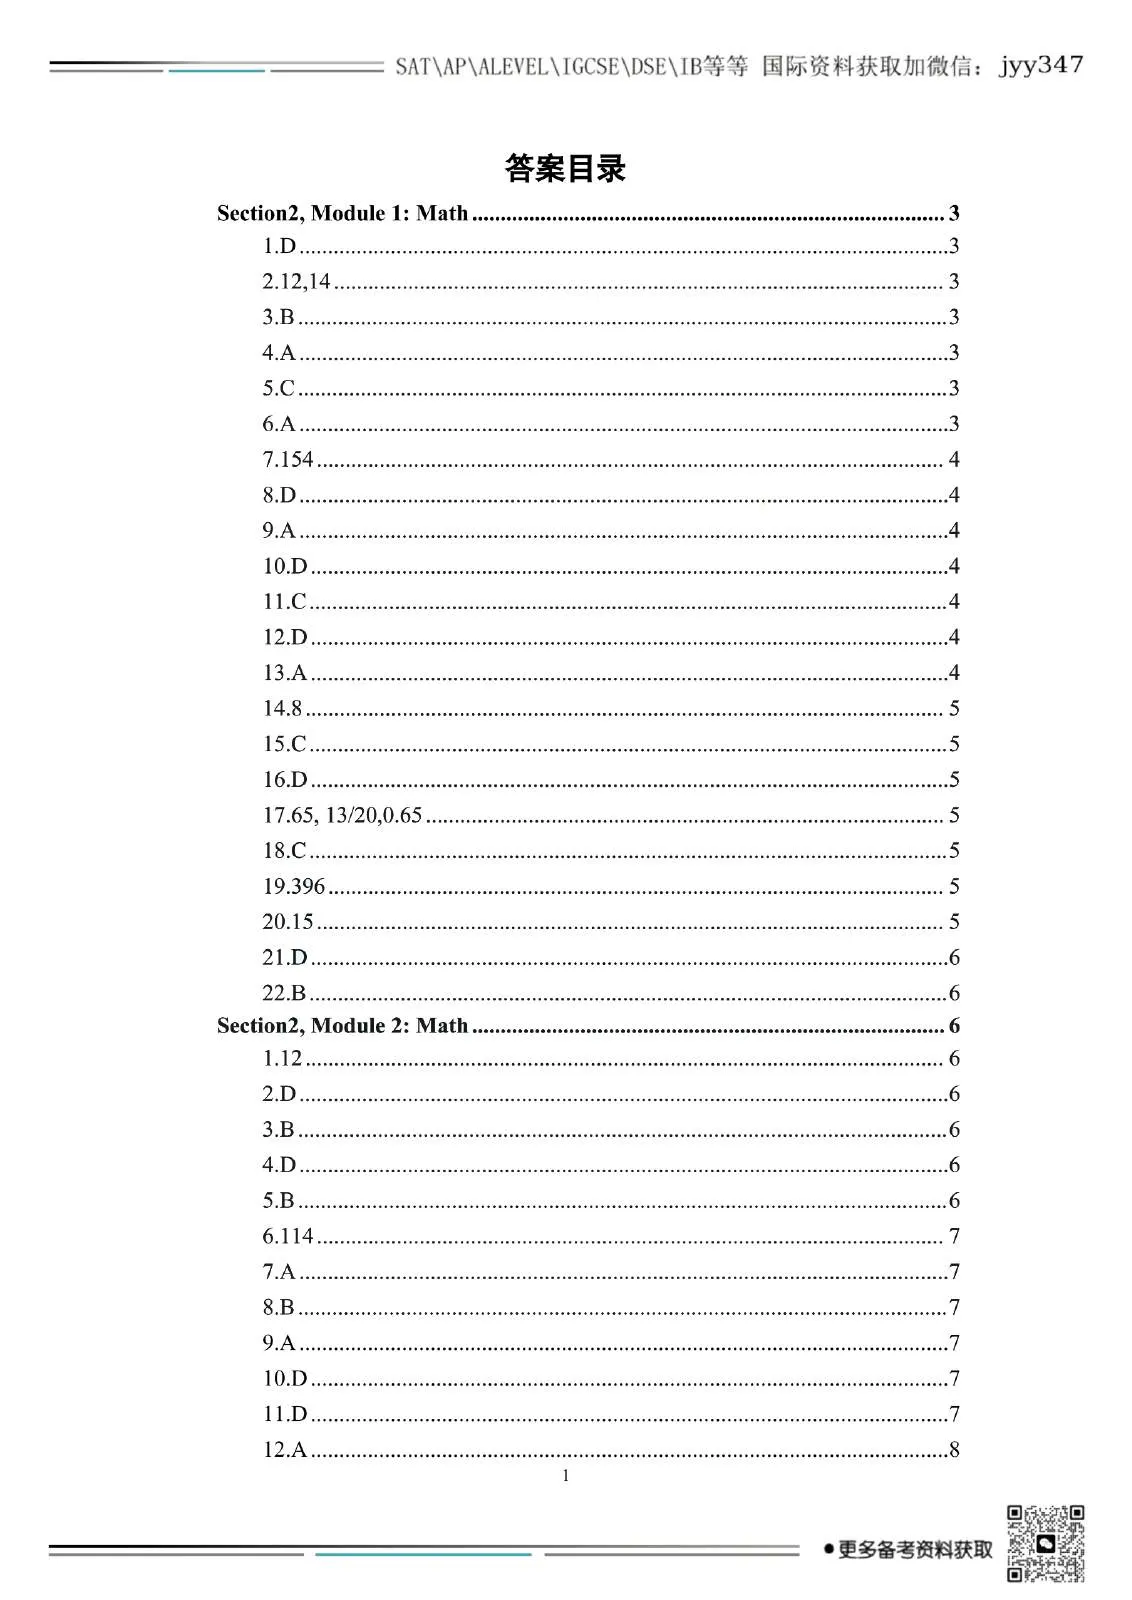 SAT\AP\ALEVEL\IGCSE\DSE\IB等等 国际资料获取加微信：jyy347
答案目录
Section2, Module 1: Math ........ 3
1.D ........ 3
2.12,14 ........ 3
3.B ........ 3
4.A ........ 3
5.C ........ 3
6.A ........ 3
7.154 ........ 4
8.D ........ 4
9.A ........ 4
10.D ........ 4
11.C ........ 4
12.D ........ 4
13.A ........ 4
14.8 ........ 5
15.C ........ 5
16.D ........ 5
17.65, 13/20,0.65 ........ 5
18.C ........ 5
19.396 ........ 5
20.15 ........ 5
21.D ........ 6
22.B ........ 6
Section2, Module 2: Math ........ 6
1.12 ........ 6
2.D ........ 6
3.B ........ 6
4.D ........ 6
5.B ........ 6
6.114 ........ 7
7.A ........ 7
8.B ........ 7
9.A ........ 7
10.D ........ 7
11.D ........ 7
12.A ........ 8
1
●更多备考资料获取